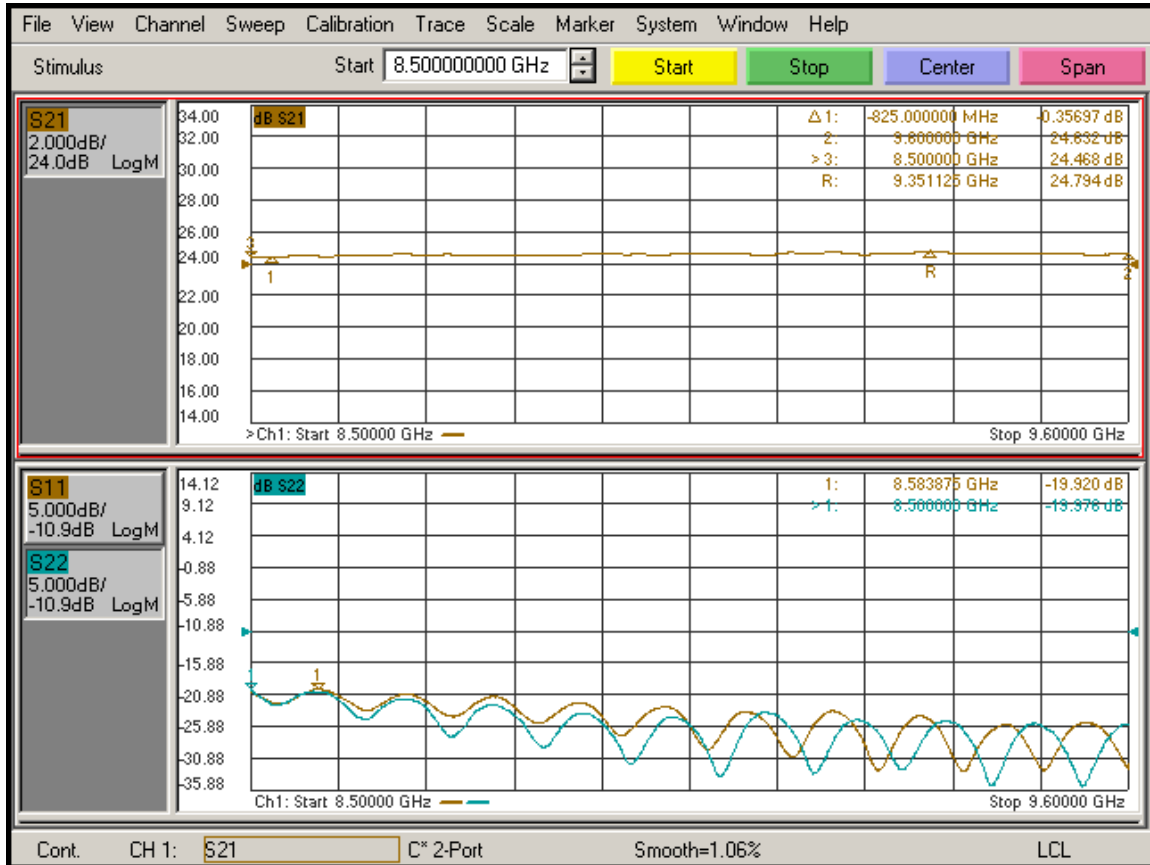 File View Channel Sweep Calibration Trace Scale Marker System Window Help
Stimulus Start 8.500000000 GHz Start Stop Center Span
S21
2.000dB/
24.0dB LogM
34.00
32.00
30.00
28.00
26.00
24.00
22.00
20.00
18.00
16.00
14.00
dB S21
Δ 1: -825.000000 MHz -0.35697 dB
2: 9.600000 GHz 24.632 dB
> 3: 8.500000 GHz 24.468 dB
R: 9.351125 GHz 24.794 dB
3
1
R
2
>Ch1: Start 8.50000 GHz Stop 9.60000 GHz
S11
5.000dB/
-10.9dB LogM
S22
5.000dB/
-10.9dB LogM
14.12
9.12
4.12
-0.88
-5.88
-10.88
-15.88
-20.88
-25.88
-30.88
-35.88
dB S22
1: 8.583875 GHz -19.920 dB
> 1: 8.500000 GHz -19.978 dB
1
1
Ch1: Start 8.50000 GHz Stop 9.60000 GHz
Cont. CH 1: S21 C* 2-Port Smooth=1.06% LCL